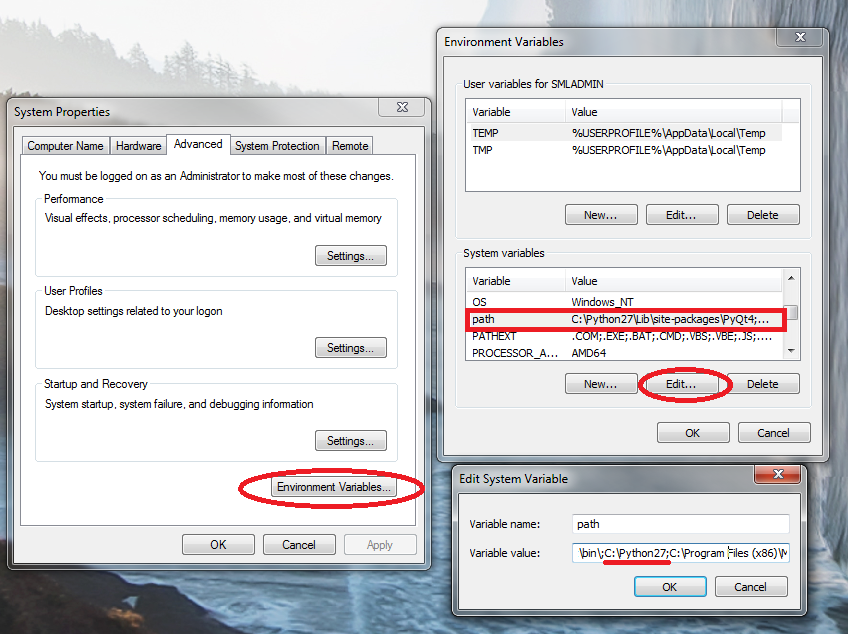 System Properties
Computer Name Hardware Advanced System Protection Remote
You must be logged on as an Administrator to make most of these changes.
Performance
Visual effects, processor scheduling, memory usage, and virtual memory
Settings...
User Profiles
Desktop settings related to your logon
Settings...
Startup and Recovery
System startup, system failure, and debugging information
Settings...
Environment Variables...
OK Cancel Apply
Environment Variables
User variables for SMLADMIN
Variable Value
TEMP %USERPROFILE%\AppData\Local\Temp
TMP %USERPROFILE%\AppData\Local\Temp
New... Edit... Delete
System variables
Variable Value
OS Windows_NT
path C:\Python27\Lib\site-packages\PyQt4;...
PATHEXT .COM;.EXE;.BAT;.CMD;.VBS;.VBE;.JS;....
PROCESSOR_A... AMD64
New... Edit... Delete
OK Cancel
Edit System Variable
Variable name: path
Variable value: \bin\;C:\Python27;C:\Program Files (x86)\M
OK Cancel